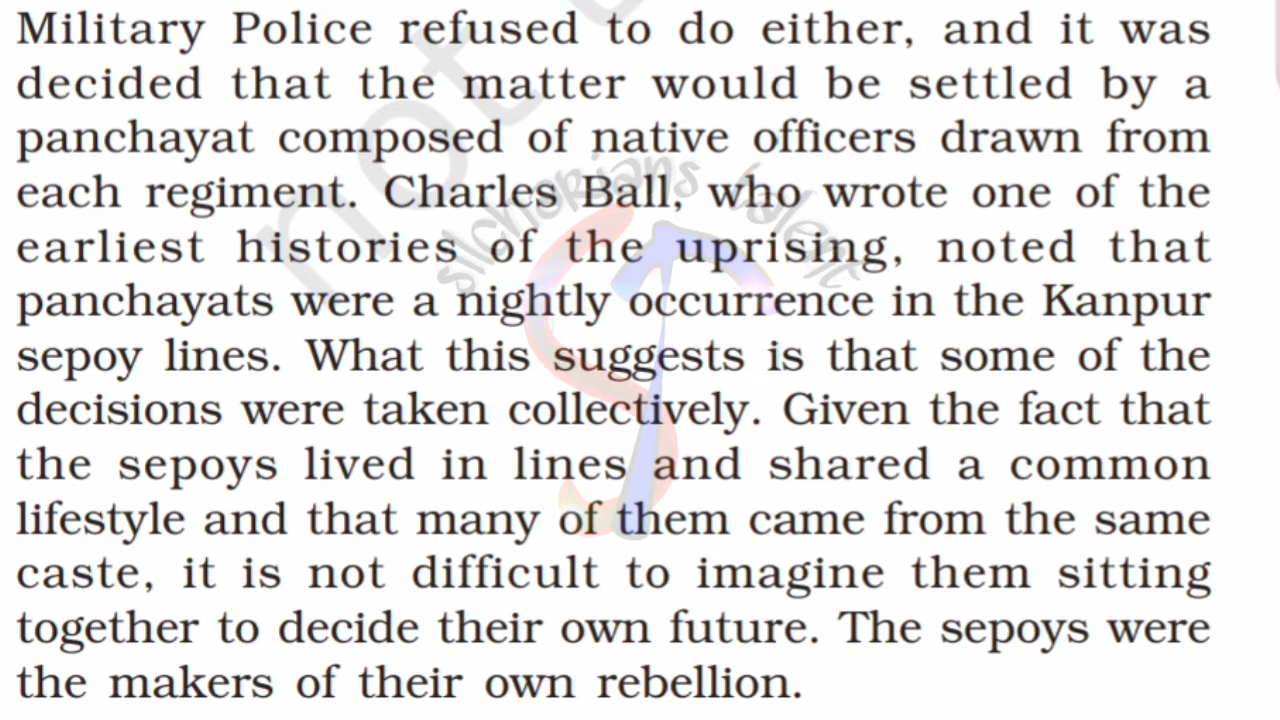 Military Police refused to do either, and it was
decided that the matter would be settled by a
panchayat composed of native officers drawn from
each regiment. Charles Ball, who wrote one of the
earliest histories of the uprising, noted that
panchayats were a nightly occurrence in the Kanpur
sepoy lines. What this suggests is that some of the
decisions were taken collectively. Given the fact that
the sepoys lived in lines and shared a common
lifestyle and that many of them came from the same
caste, it is not difficult to imagine them sitting
together to decide their own future. The sepoys were
the makers of their own rebellion.
silchorians talent
not